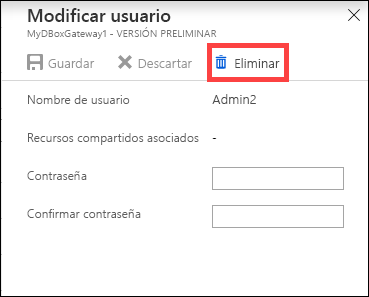 Modificar usuario
MyDBoxGateway1 - VERSIÓN PRELIMINAR
Guardar Descartar Eliminar
Nombre de usuario Admin2
Recursos compartidos asociados -
Contraseña
Confirmar contraseña